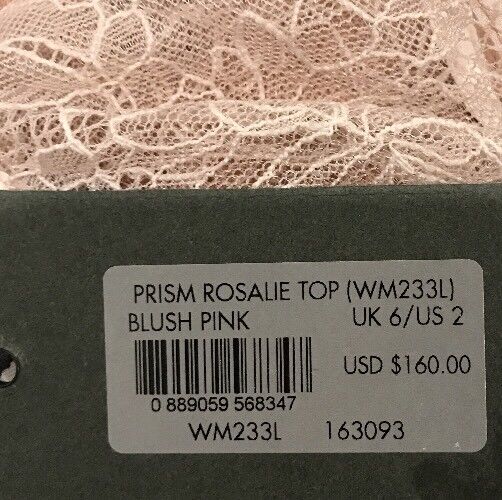 PRISM ROSALIE TOP (WM233L)
BLUSH PINK UK 6/US 2
USD $160.00
0 889059 568347
WM233L 163093